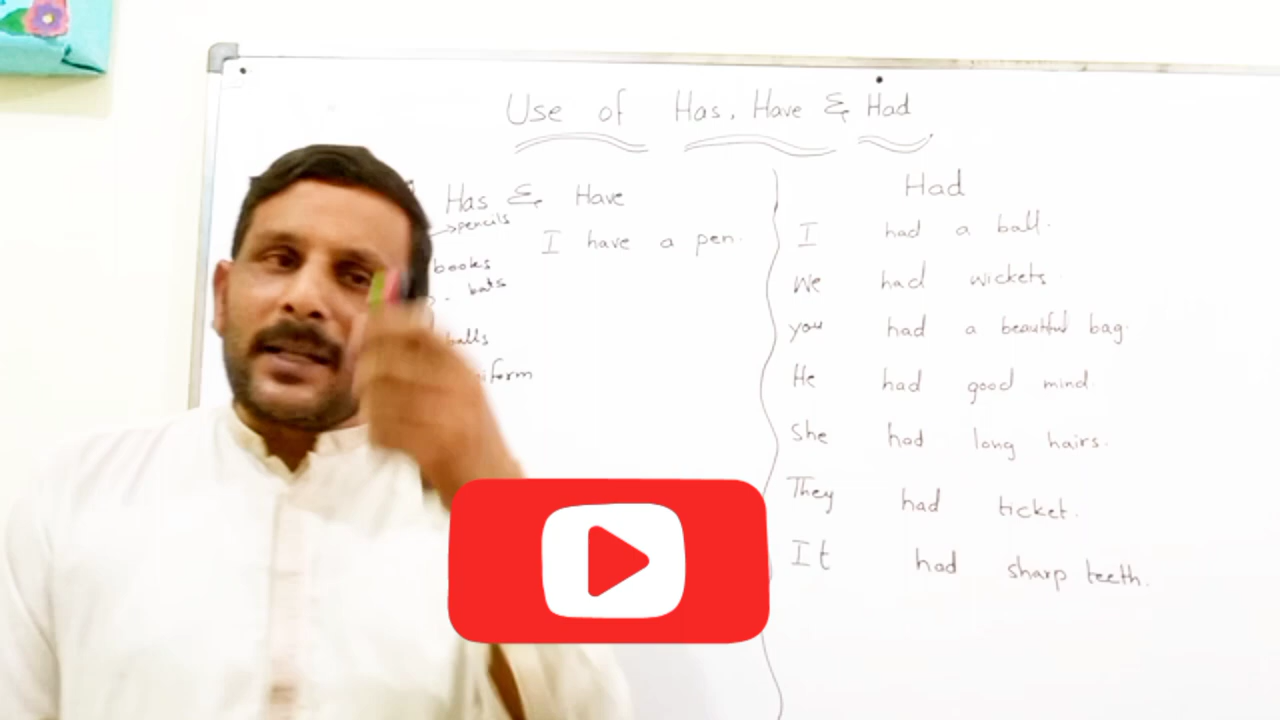 Use of Has, Have & Had
Has & Have
pencils
I have a pen.
books
bats
balls
Had
I had a ball.
We had wickets
you had a beautiful bag.
He had good mind.
She had long hairs.
They had ticket.
It had sharp teeth.